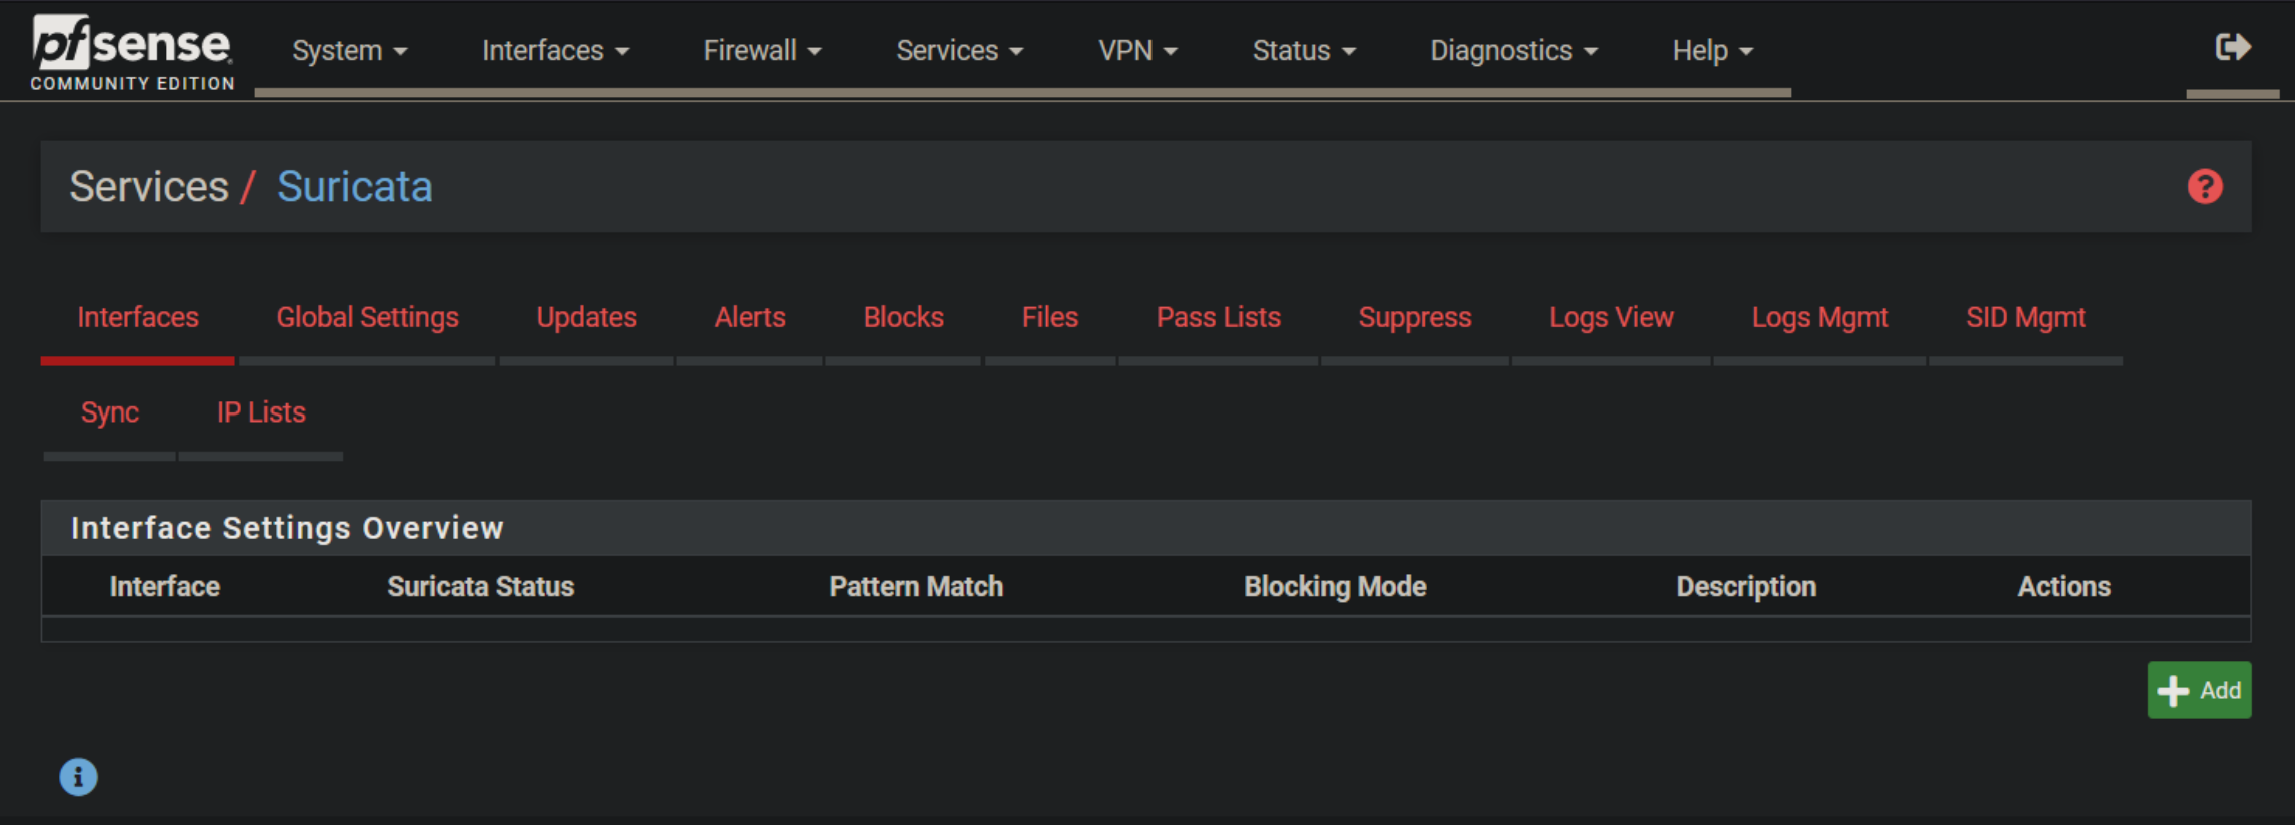 pfsense
COMMUNITY EDITION
System Interfaces Firewall Services VPN Status Diagnostics Help
Services / Suricata
Interfaces Global Settings Updates Alerts Blocks Files Pass Lists Suppress Logs View Logs Mgmt SID Mgmt
Sync IP Lists
Interface Settings Overview
Interface Suricata Status Pattern Match Blocking Mode Description Actions
Add